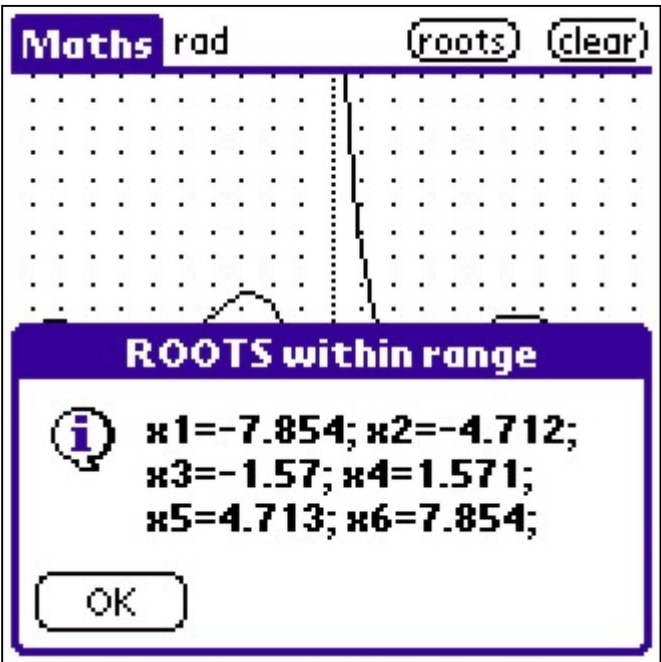 Maths rad (roots) (clear)
ROOTS within range
x1=-7.854; x2=-4.712;
x3=-1.57; x4=1.571;
x5=4.713; x6=7.854;
OK